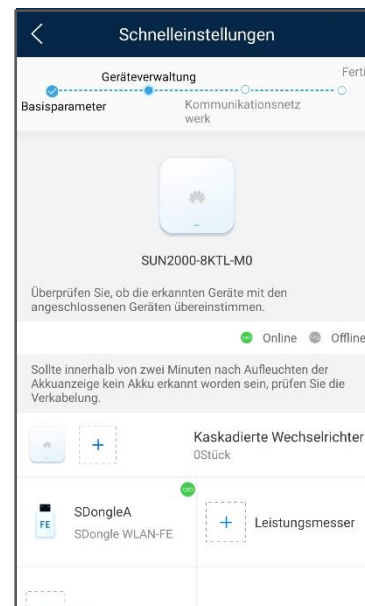 Schnelleinstellungen
Geräteverwaltung
Ferti
Basisparameter
Kommunikationsnetz
werk
SUN2000-8KTL-M0
Überprüfen Sie, ob die erkannten Geräte mit den
angeschlossenen Geräten übereinstimmen.
Online
Offline
Sollte innerhalb von zwei Minuten nach Aufleuchten der
Akkuanzeige kein Akku erkannt worden sein, prüfen Sie die
Verkabelung.
Kaskadierte Wechselrichter
0Stück
FE
SDongleA
SDongle WLAN-FE
Leistungsmesser